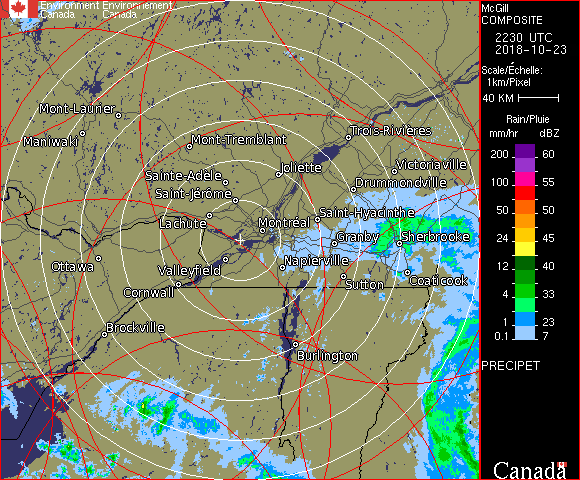 Environment Environnement
Canada Canada
McGill
COMPOSITE
2230 UTC
2018-10-23
Scale/Échelle:
1km/Pixel
40 KM
Rain/Pluie
mm/hr dBZ
200 60
100 55
50 50
24 45
12 40
4 33
1 23
0.1 7
PRECIPET
Canada
Mont-Laurier
Trois-Rivières
Maniwaki
Mont-Tremblant
Joliette
Victoriaville
Sainte-Adèle
Drummondville
Saint-Jérôme
Saint-Hyacinthe
Lachute
Montréal
Granby
Sherbrooke
Ottawa
Valleyfield
Napierville
Cornwall
Sutton
Coaticook
Brockville
Burlington